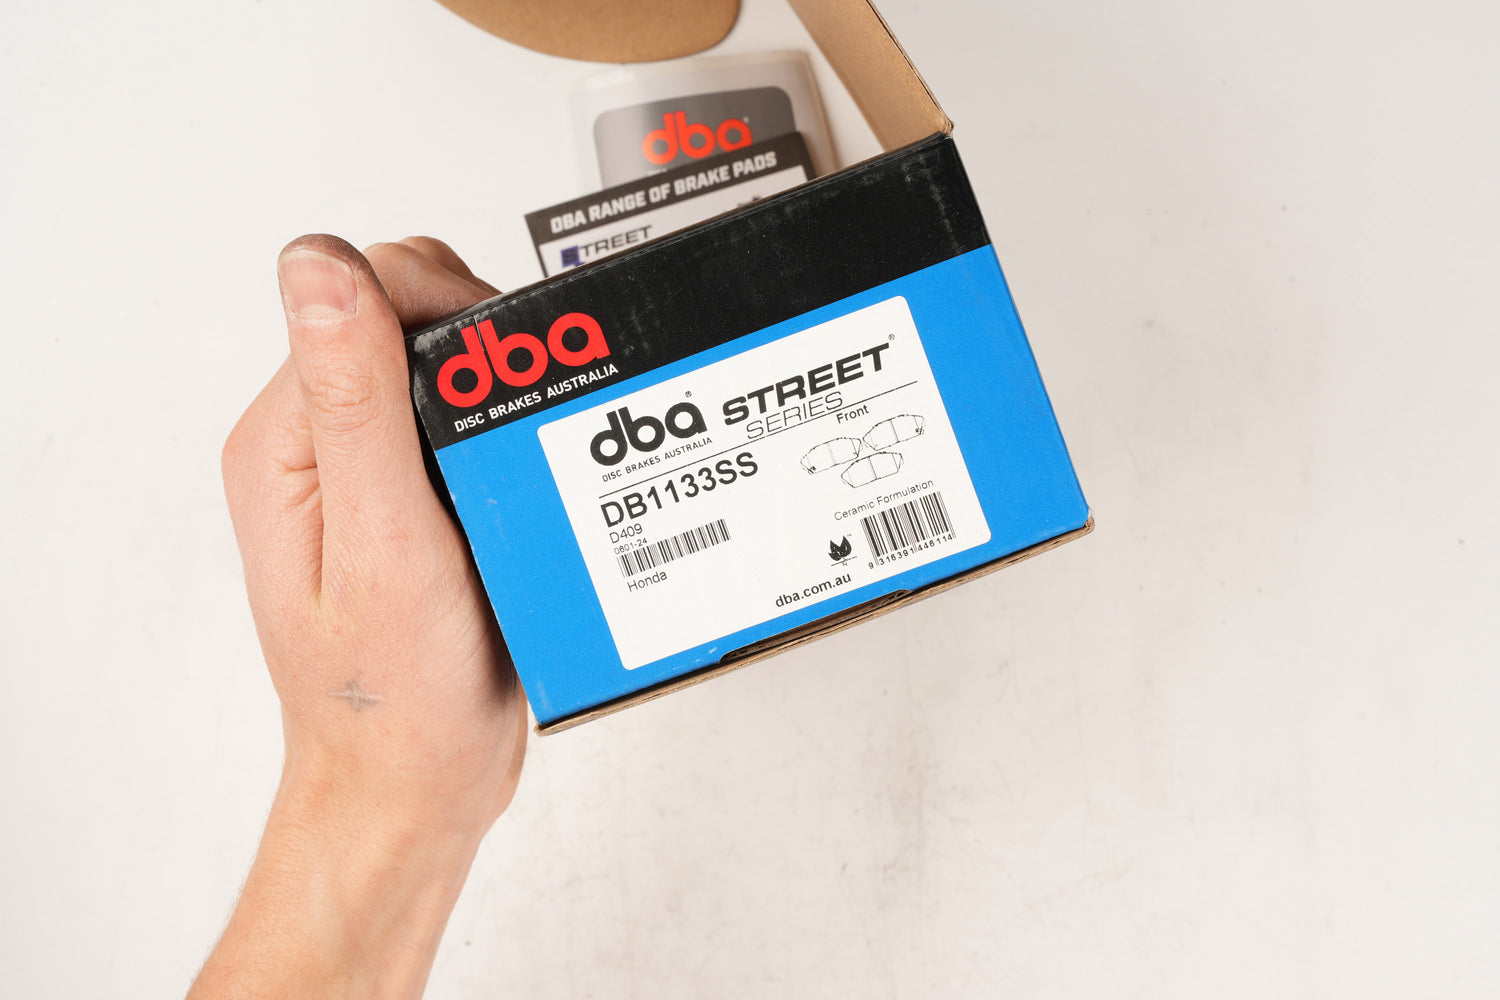 dba
DBA RANGE OF BRAKE PADS
STREET
dba
DISC BRAKES AUSTRALIA
dba®
DISC BRAKES AUSTRALIA
STREET®
SERIES
DB1133SS
Front
D409
0801-24
Honda
Ceramic Formulation
N
9 316391 446114
dba.com.au